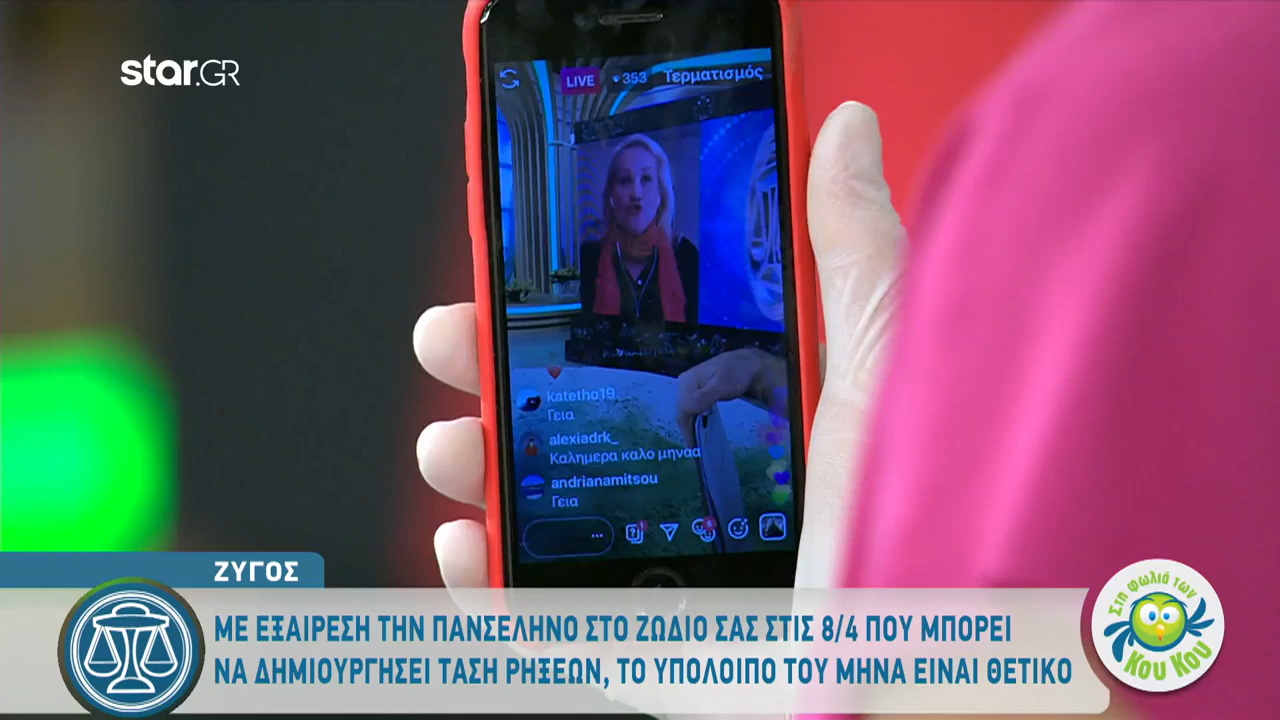 star.GR
LIVE 353 Τερματισμός
katetho19
Γεια
alexiadrk_
Καλημερα καλο μηναα
andrianamitsou
Γεια
ΖΥΓΟΣ
ΜΕ ΕΞΑΙΡΕΣΗ ΤΗΝ ΠΑΝΣΕΛΗΝΟ ΣΤΟ ΖΩΔΙΟ ΣΑΣ ΣΤΙΣ 8/4 ΠΟΥ ΜΠΟΡΕΙ
ΝΑ ΔΗΜΙΟΥΡΓΗΣΕΙ ΤΑΣΗ ΡΗΞΕΩΝ, ΤΟ ΥΠΟΛΟΙΠΟ ΤΟΥ ΜΗΝΑ ΕΙΝΑΙ ΘΕΤΙΚΟ
Στη φωλιά των
Κου Κου